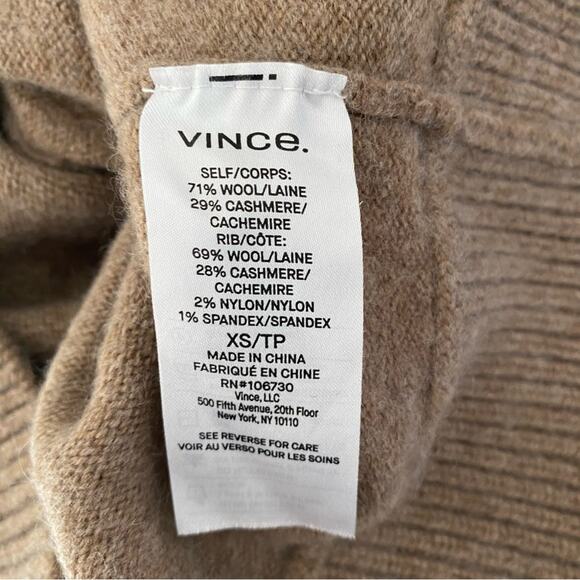 VINCE.
SELF/CORPS:
71% WOOL/LAINE
29% CASHMERE/
CACHEMIRE
RIB/CÔTE:
69% WOOL/LAINE
28% CASHMERE/
CACHEMIRE
2% NYLON/NYLON
1% SPANDEX/SPANDEX
XS/TP
MADE IN CHINA
FABRIQUÉ EN CHINE
RN#106730
Vince, LLC
500 Fifth Avenue, 20th Floor
New York, NY 10110
SEE REVERSE FOR CARE
VOIR AU VERSO POUR LES SOINS